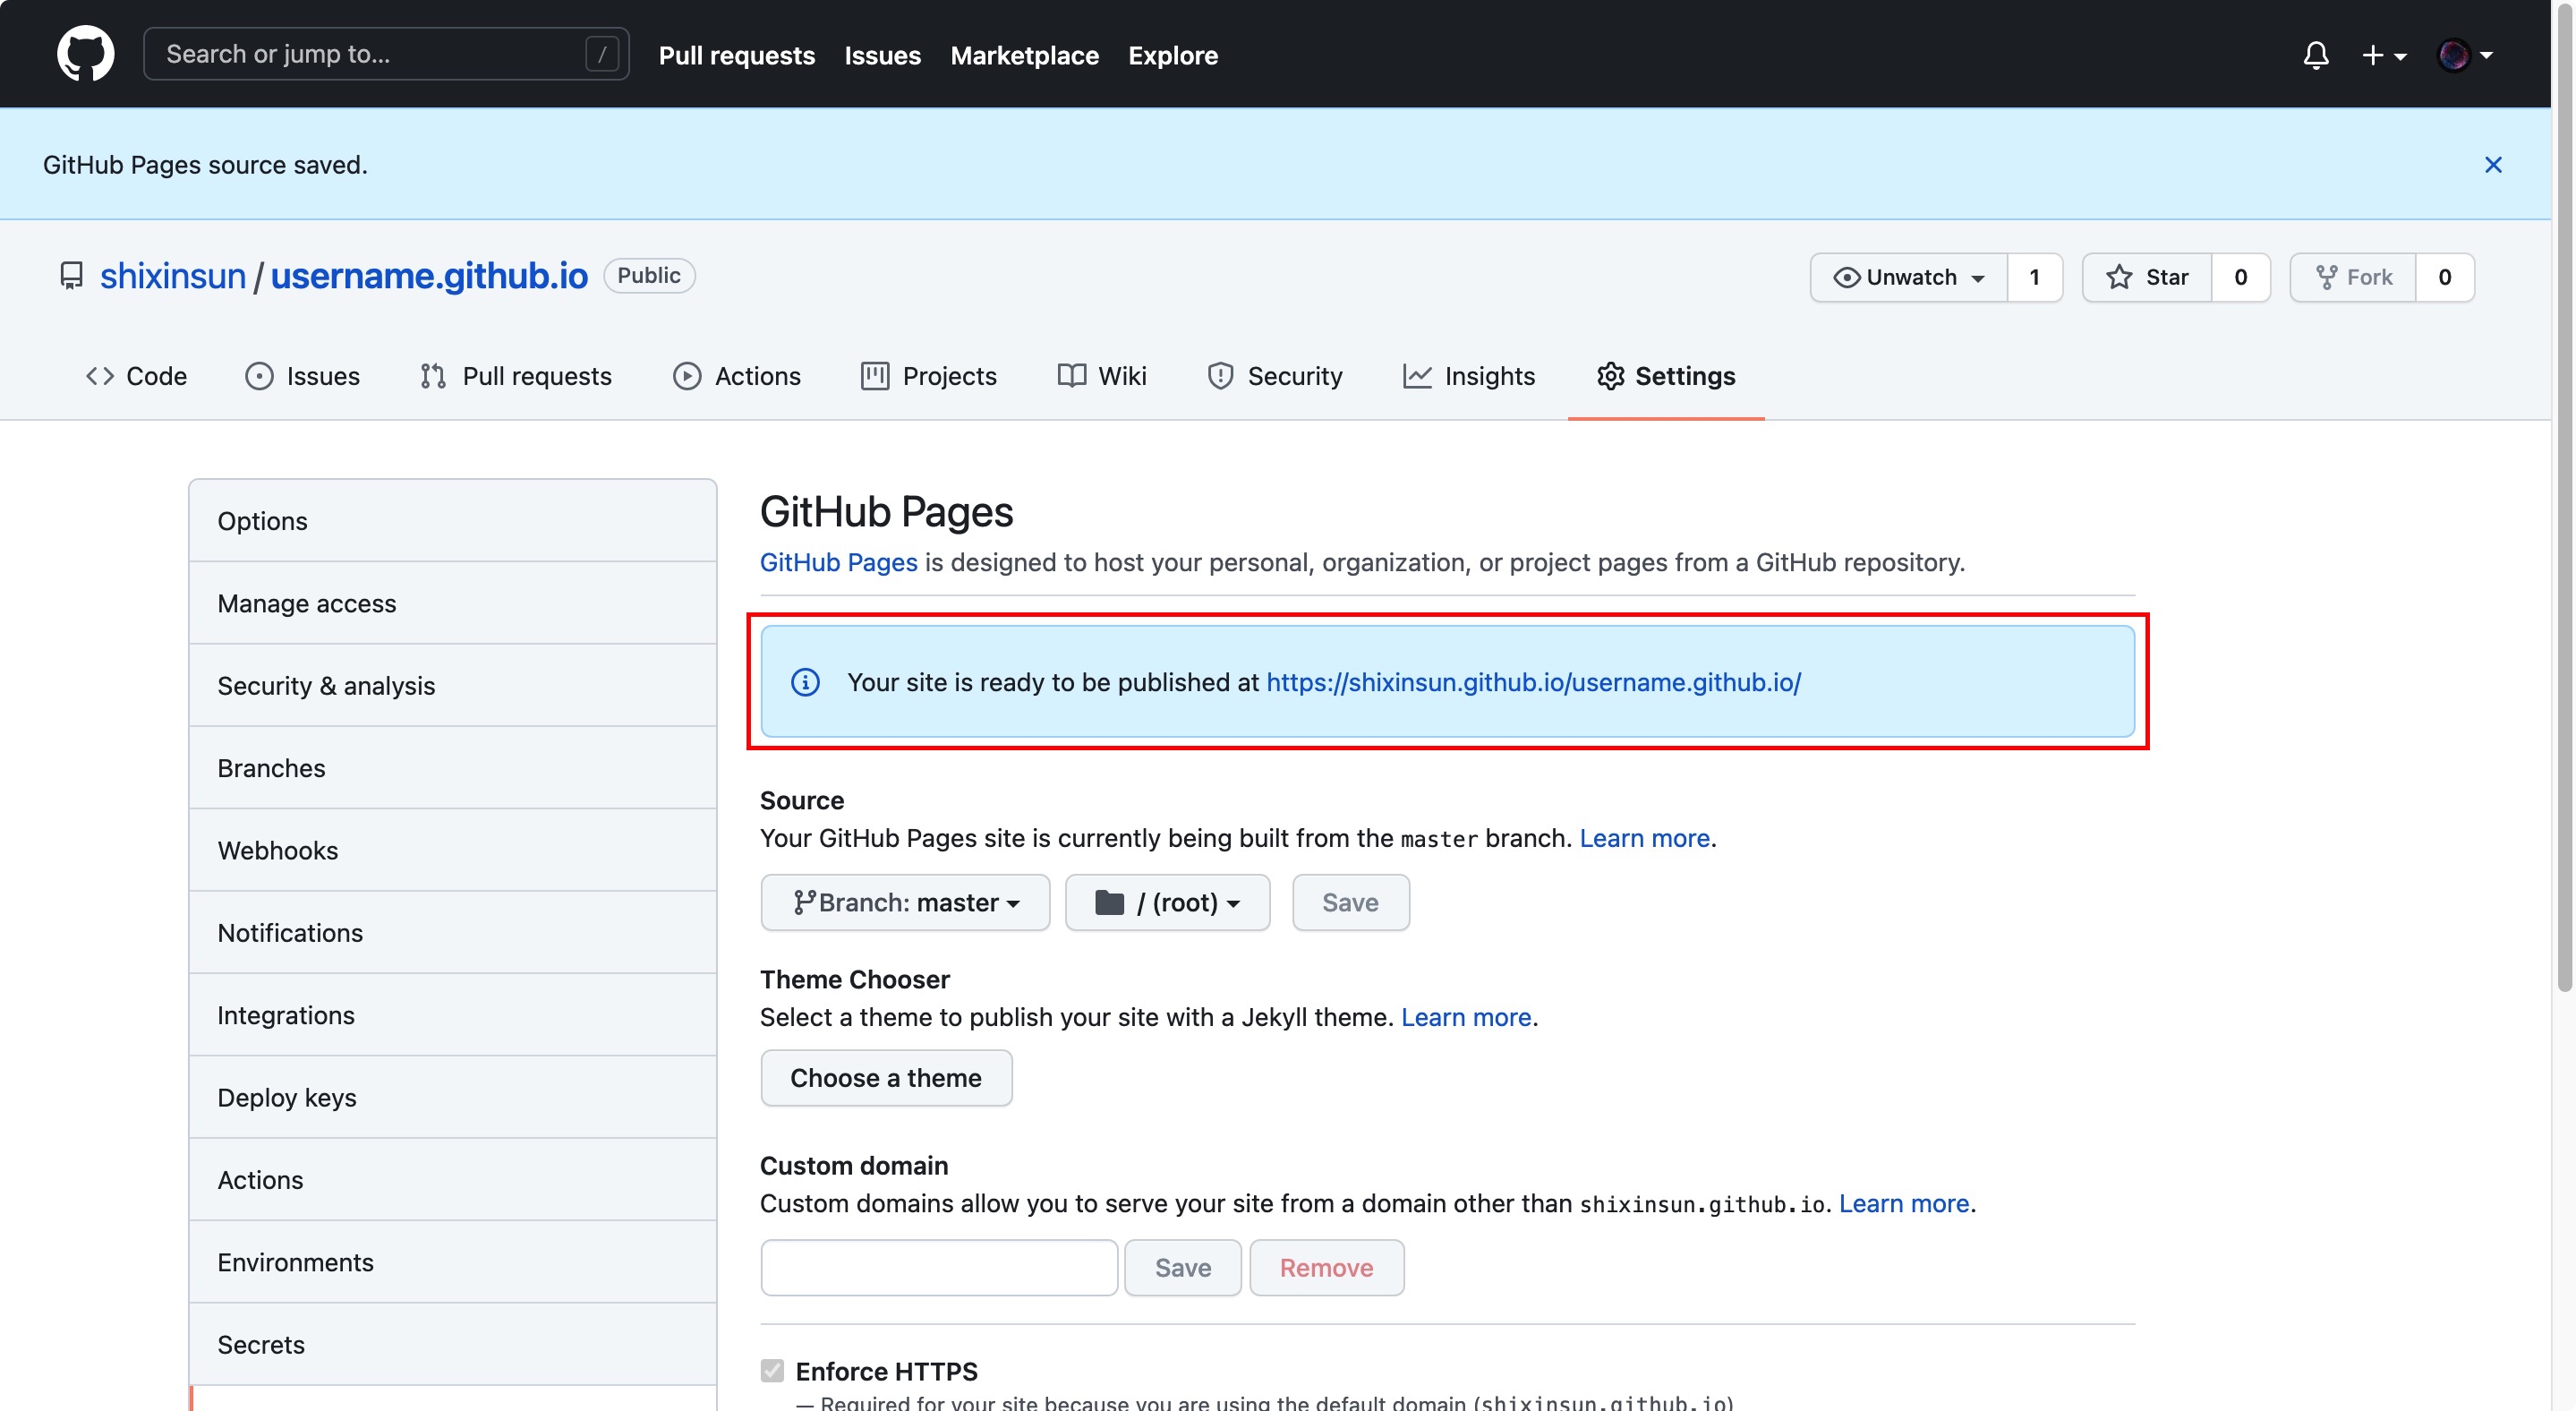 Search or jump to... / Pull requests Issues Marketplace Explore
GitHub Pages source saved.
shixinsun / username.github.io Public Unwatch 1 Star 0 Fork 0
Code Issues Pull requests Actions Projects Wiki Security Insights Settings
Options
Manage access
Security & analysis
Branches
Webhooks
Notifications
Integrations
Deploy keys
Actions
Environments
Secrets
GitHub Pages
GitHub Pages is designed to host your personal, organization, or project pages from a GitHub repository.
Your site is ready to be published at https://shixinsun.github.io/username.github.io/
Source
Your GitHub Pages site is currently being built from the master branch. Learn more.
Branch: master / (root) Save
Theme Chooser
Select a theme to publish your site with a Jekyll theme. Learn more.
Choose a theme
Custom domain
Custom domains allow you to serve your site from a domain other than shixinsun.github.io. Learn more.
Save Remove
Enforce HTTPS
— Required for your site because you are using the default domain (shixinsun.github.io)